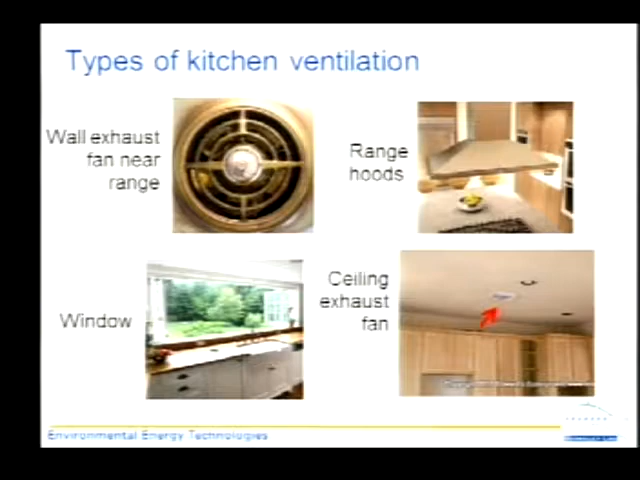 Types of kitchen ventilation
Wall exhaust
fan near
range
Range
hoods
Window
Ceiling
exhaust
fan
Environmental Energy Technologies